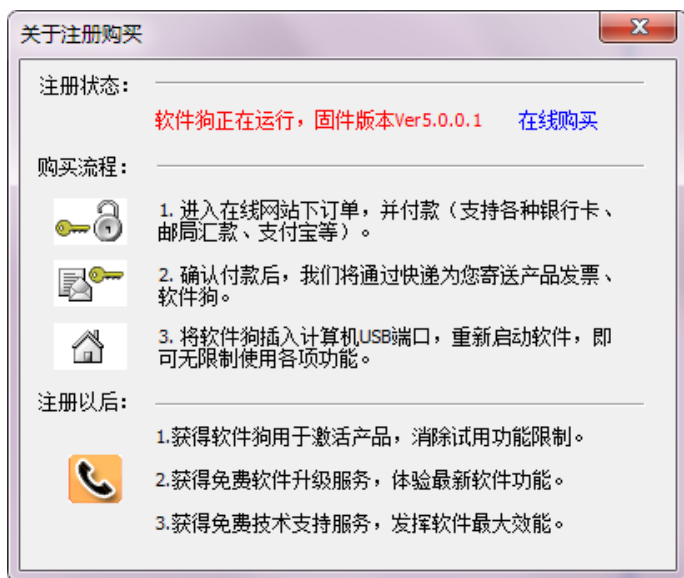 关于注册购买
注册状态：
软件狗正在运行，固件版本Ver5.0.0.1 在线购买
购买流程：
1. 进入在线网站下订单，并付款（支持各种银行卡、
邮局汇款、支付宝等）。
2. 确认付款后，我们将通过快递为您寄送产品发票、
软件狗。
3. 将软件狗插入计算机USB端口，重新启动软件，即
可无限制使用各项功能。
注册以后：
1.获得软件狗用于激活产品，消除试用功能限制。
2.获得免费软件升级服务，体验最新软件功能。
3.获得免费技术支持服务，发挥软件最大效能。